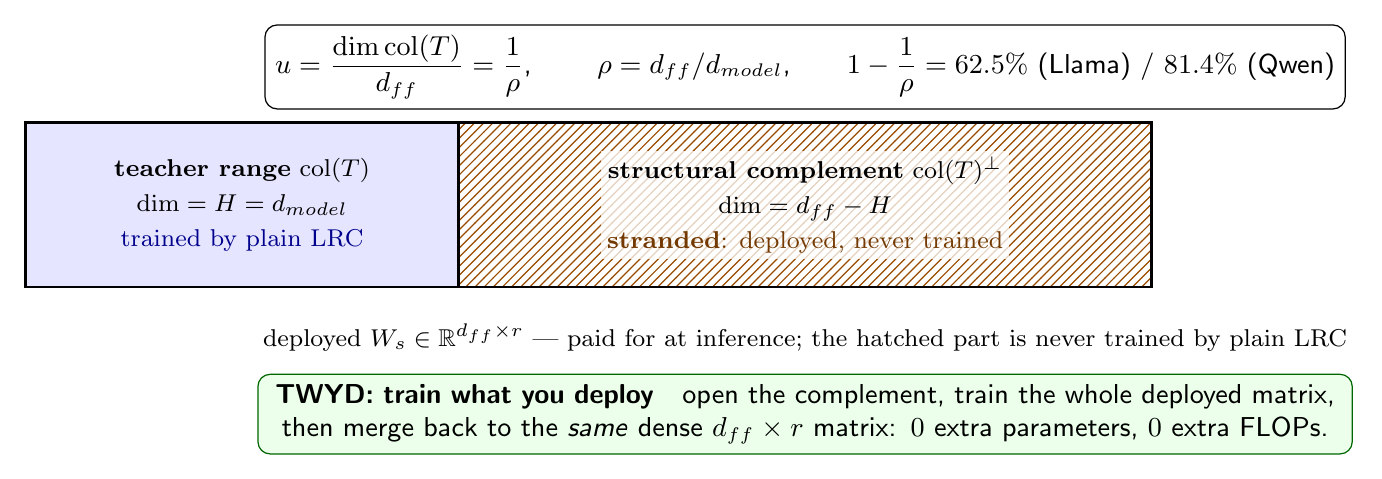 u = dim col(T) / d_ff = 1/ρ, ρ = d_ff/d_model, 1 − 1/ρ = 62.5% (Llama) / 81.4% (Qwen)
teacher range col(T)
dim = H = d_model
trained by plain LRC
structural complement col(T)^⊥
dim = d_ff − H
stranded: deployed, never trained
deployed W_s ∈ ℝ^{d_ff×r} — paid for at inference; the hatched part is never trained by plain LRC
TWYD: train what you deploy open the complement, train the whole deployed matrix,
then merge back to the same dense d_ff × r matrix: 0 extra parameters, 0 extra FLOPs.